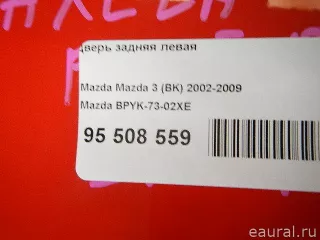 дверь задняя левая
Mazda Mazda 3 (BK) 2002-2009
Mazda BPYK-73-02XE
95 508 559
eaural.ru